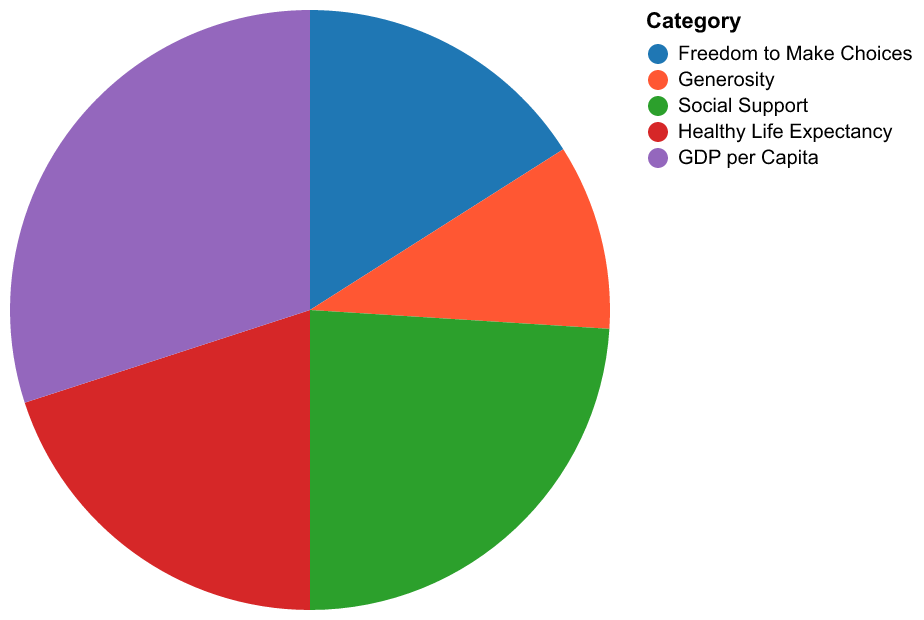 Category
Freedom to Make Choices
Generosity
Social Support
Healthy Life Expectancy
GDP per Capita